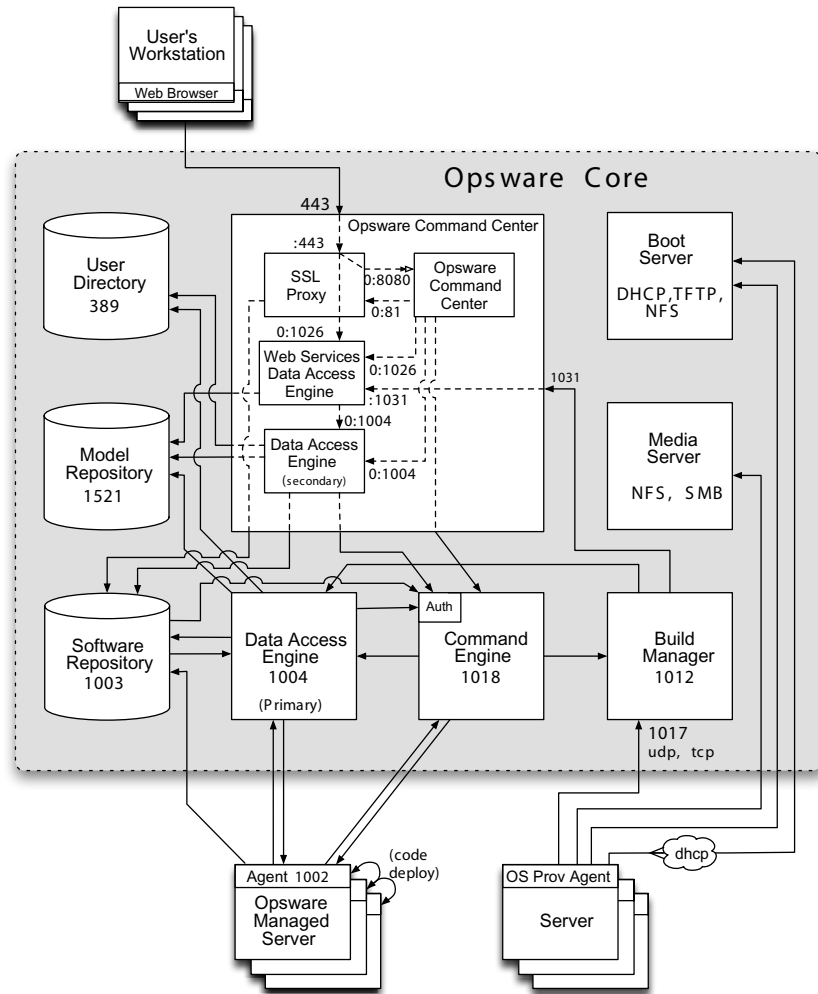 User's
Workstation
Web Browser
Opsware Core
443
Opsware Command Center
:443
User
Directory
389
SSL
Proxy
0:8080
Opsware
Command
Center
0:81
Boot
Server
DHCP,TFTP,
NFS
0:1026
Web Services
Data Access
Engine
0:1026
:1031
1031
0:1004
Model
Repository
1521
Data Access
Engine
(secondary)
0:1004
Media
Server
NFS, SMB
Software
Repository
1003
Data Access
Engine
1004
(Primary)
Auth
Command
Engine
1018
Build
Manager
1012
1017
udp, tcp
(code
deploy)
dhcp
Agent 1002
Opsware
Managed
Server
OS Prov Agent
Server